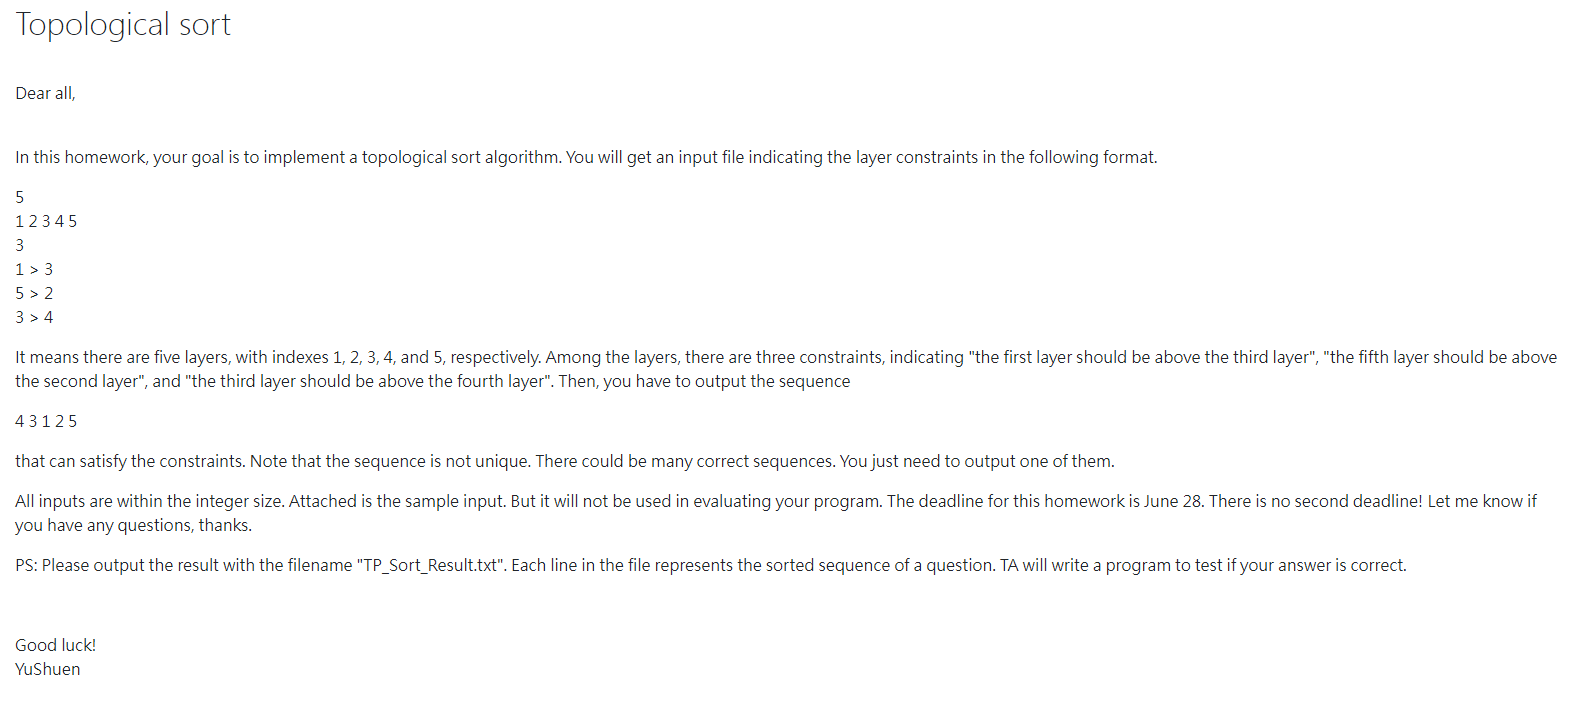 Topological sort
Dear all,
In this homework, your goal is to implement a topological sort algorithm. You will get an input file indicating the layer constraints in the following format.
5
1 2 3 4 5
3
1 > 3
5 > 2
3 > 4
It means there are five layers, with indexes 1, 2, 3, 4, and 5, respectively. Among the layers, there are three constraints, indicating "the first layer should be above the third layer", "the fifth layer should be above
the second layer", and "the third layer should be above the fourth layer". Then, you have to output the sequence
4 3 1 2 5
that can satisfy the constraints. Note that the sequence is not unique. There could be many correct sequences. You just need to output one of them.
All inputs are within the integer size. Attached is the sample input. But it will not be used in evaluating your program. The deadline for this homework is June 28. There is no second deadline! Let me know if
you have any questions, thanks.
PS: Please output the result with the filename "TP_Sort_Result.txt". Each line in the file represents the sorted sequence of a question. TA will write a program to test if your answer is correct.
Good luck!
YuShuen